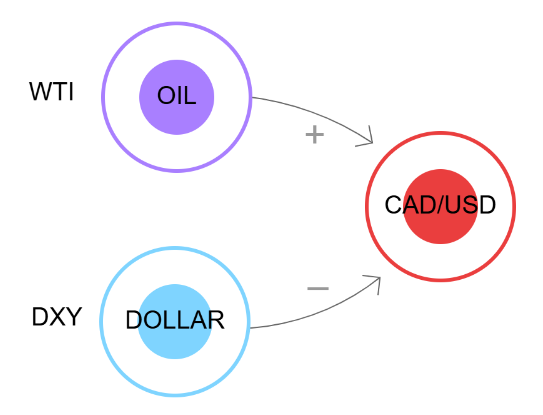 WTI
OIL
+
CAD/USD
–
DXY
DOLLAR